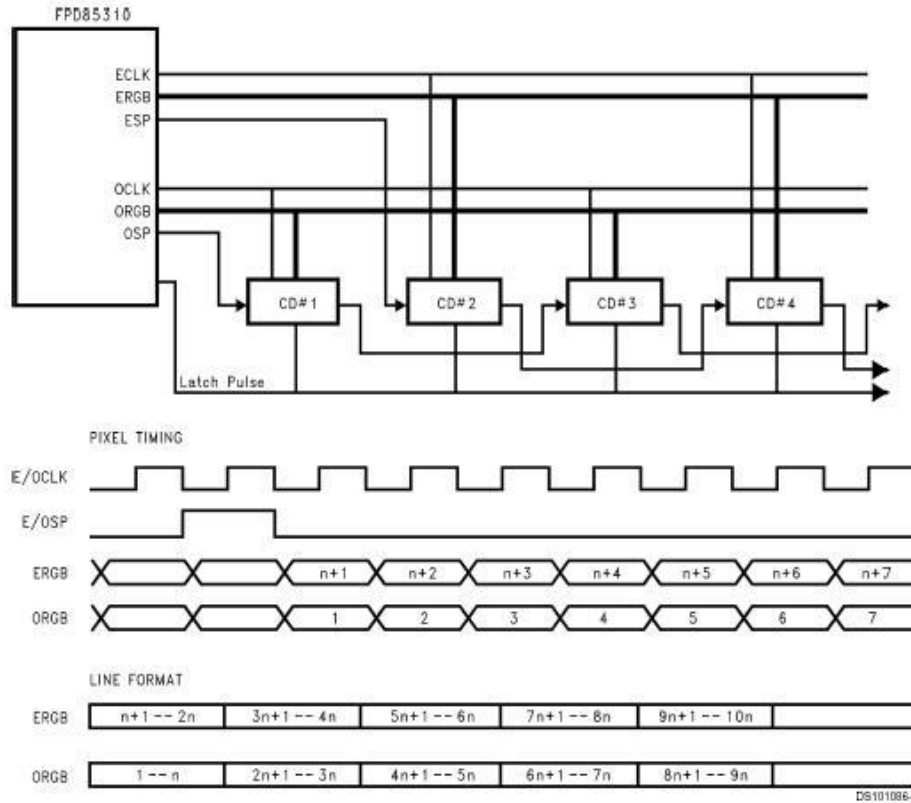 FPD85310
ECLK
ERGB
ESP
OCLK
ORGB
OSP
CD#1 CD#2 CD#3 CD#4
Latch Pulse
PIXEL TIMING
E/OCLK
E/OSP
ERGB n+1 n+2 n+3 n+4 n+5 n+6 n+7
ORGB 1 2 3 4 5 6 7
LINE FORMAT
ERGB n+1 -- 2n 3n+1 -- 4n 5n+1 -- 6n 7n+1 -- 8n 9n+1 -- 10n
ORGB 1 -- n 2n+1 -- 3n 4n+1 -- 5n 6n+1 -- 7n 8n+1 -- 9n